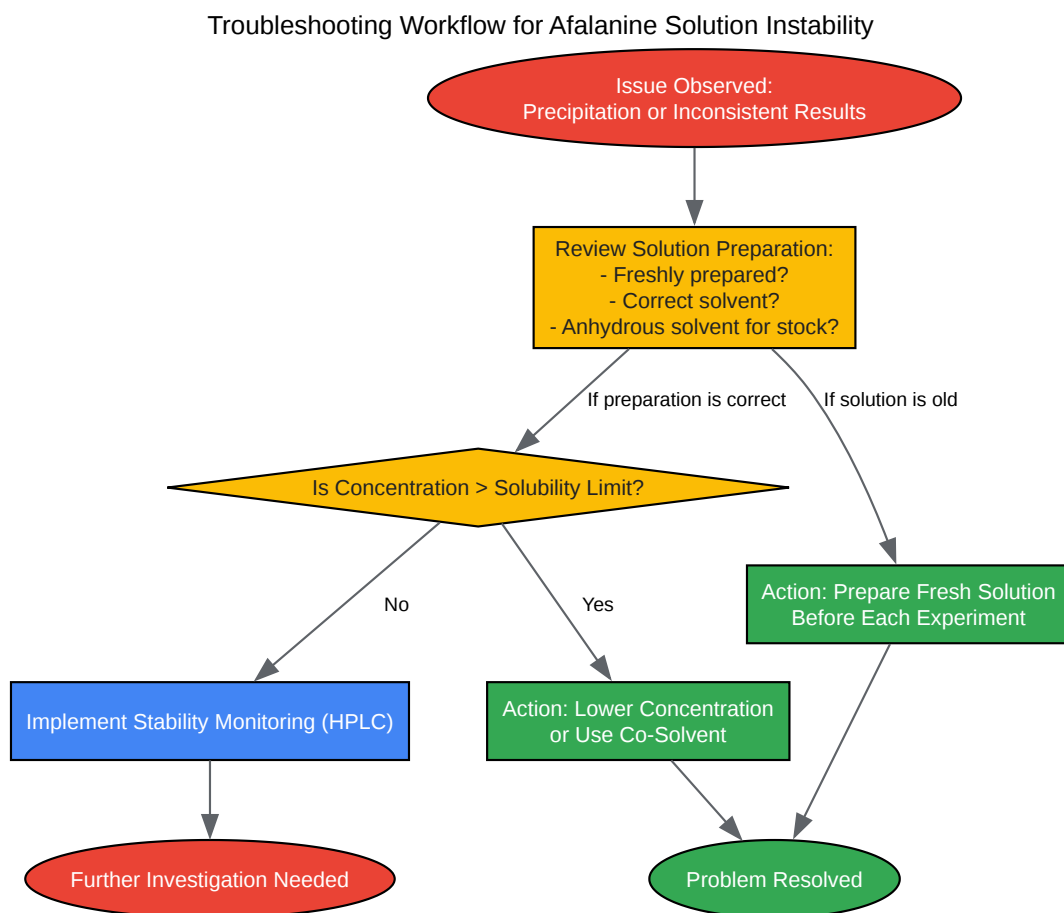 Troubleshooting Workflow for Afalanine Solution Instability
Issue Observed:
Precipitation or Inconsistent Results
Review Solution Preparation:
- Freshly prepared?
- Correct solvent?
- Anhydrous solvent for stock?
If preparation is correct
If solution is old
Is Concentration > Solubility Limit?
Action: Prepare Fresh Solution
Before Each Experiment
No
Yes
Implement Stability Monitoring (HPLC)
Action: Lower Concentration
or Use Co-Solvent
Further Investigation Needed
Problem Resolved